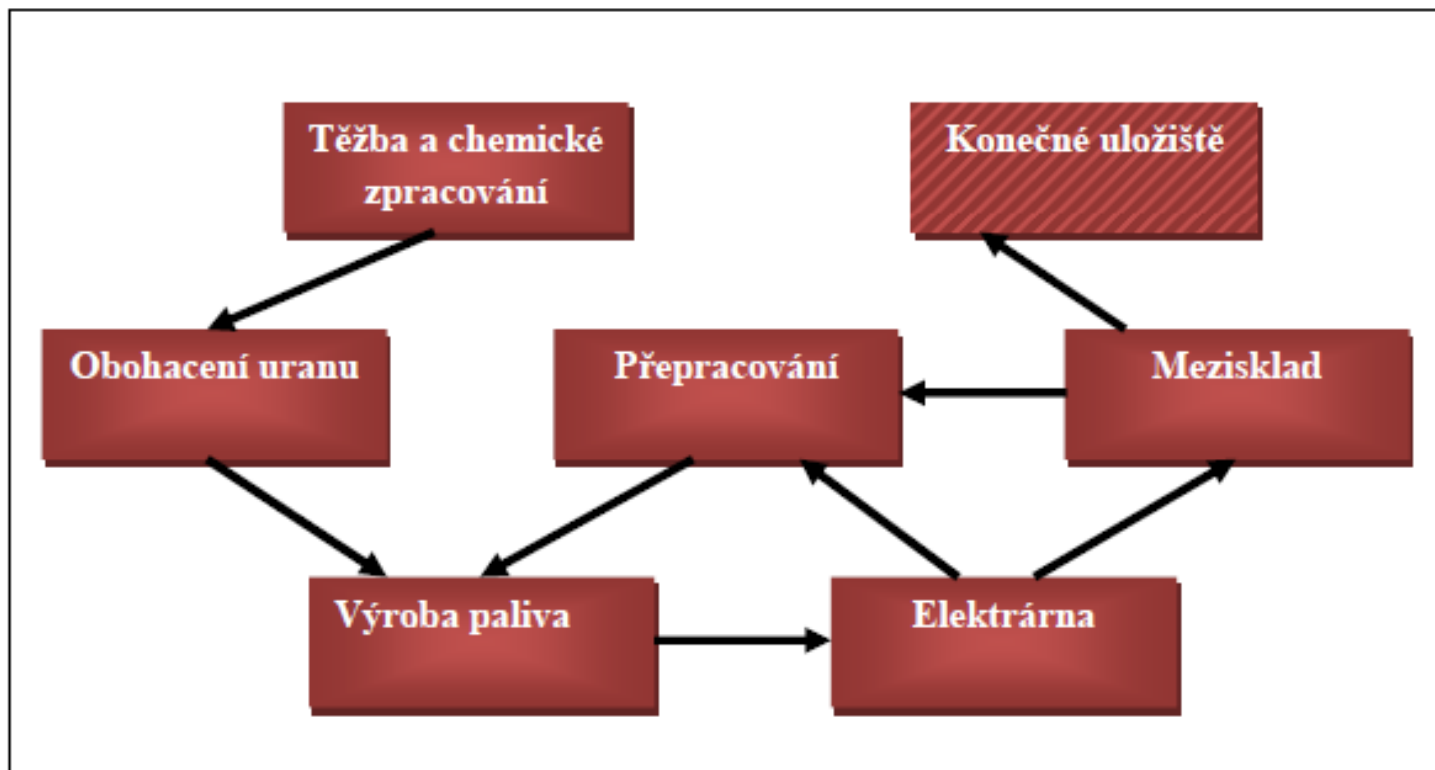 Těžba a chemické
zpracování
Konečné uložiště
Obohacení uranu
Přepracování
Mezisklad
Výroba paliva
Elektrárna